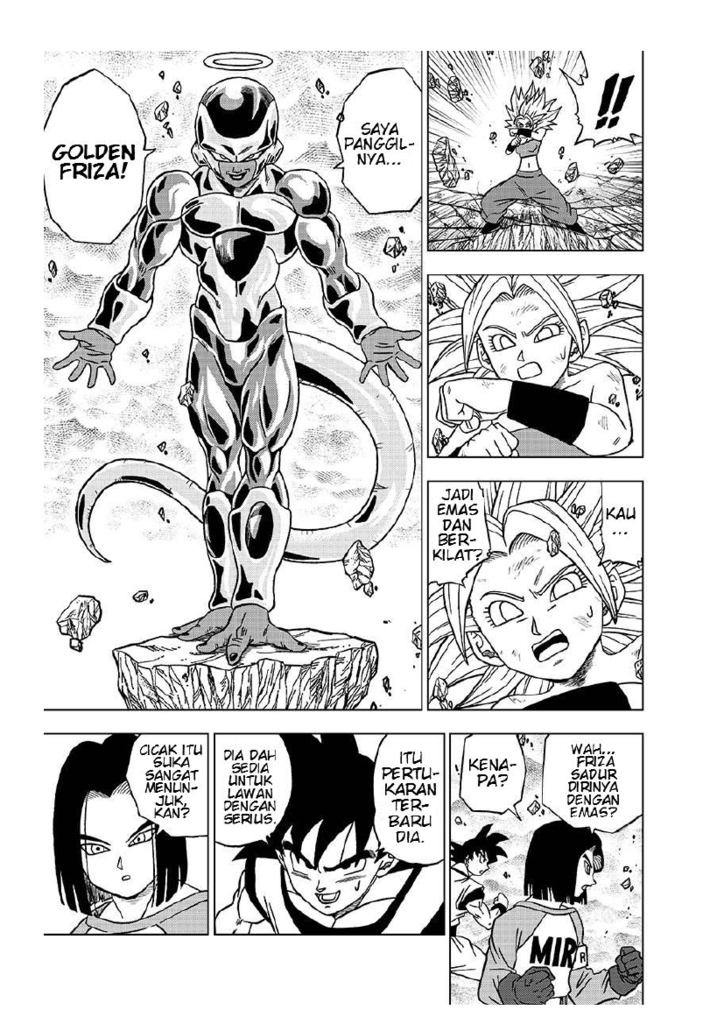 !!
KAU
...
JADI
EMAS
DAN
BER-
KILAT?
SAYA
PANGGIL-
NYA...
GOLDEN
FRIZA!
WAH...
FRIZA
SADUR
DIRINYA
DENGAN
EMAS?
KENA-
PA?
MIR
R
ITU
PERTU-
KARAN
TER-
BARU
DIA.
DIA DAH
SEDIA
UNTUK
LAWAN
DENGAN
SERIUS.
CICAK ITU
SUKA
SANGAT
MENUN-
JUK,
KAN?